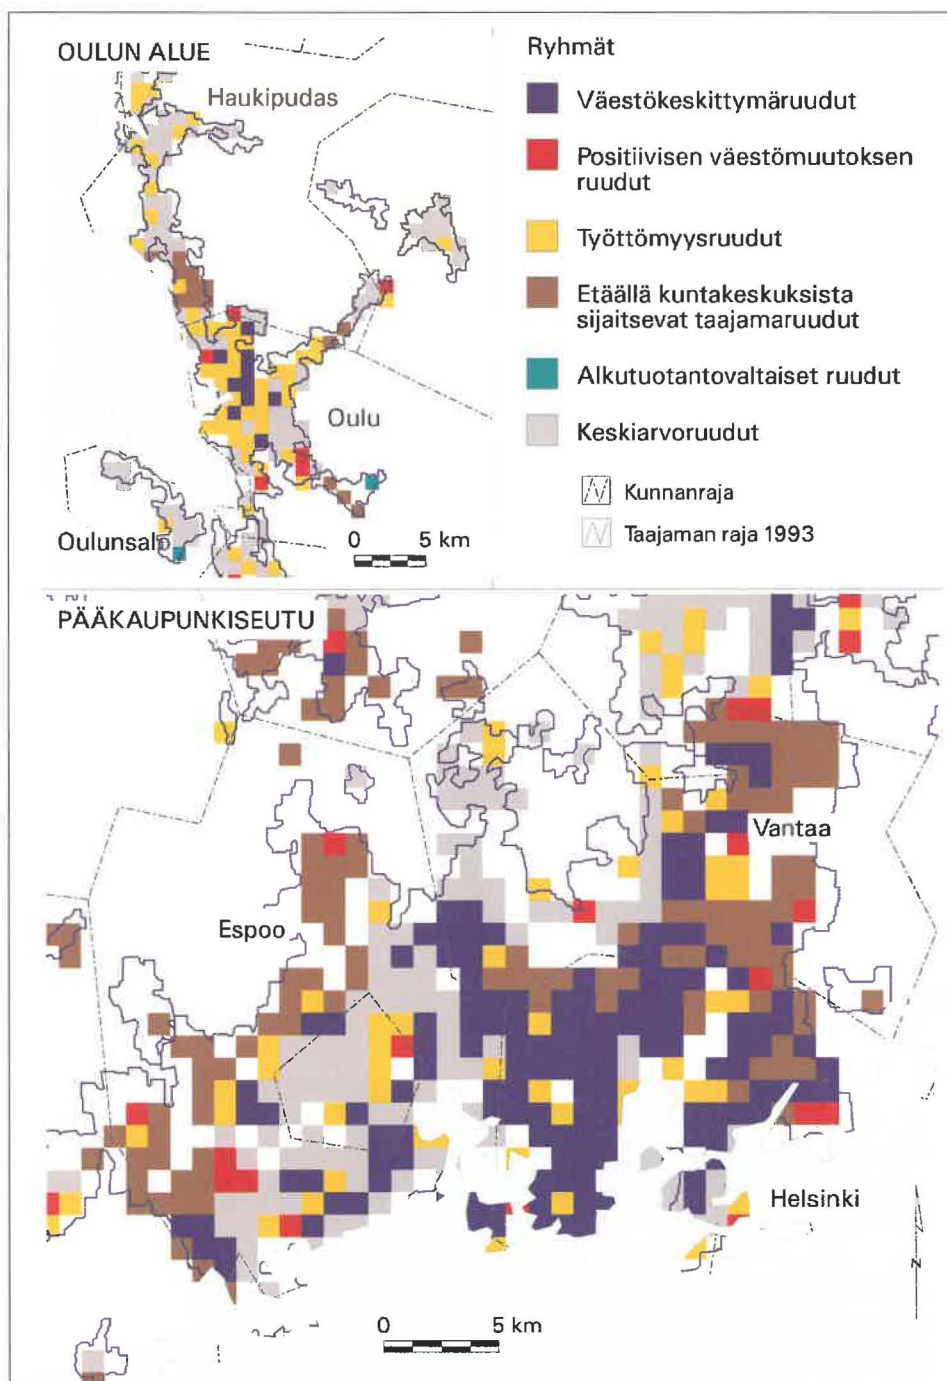 OULUN ALUE
Haukipudas
Oulu
Oulunsalo
0 5 km
Ryhmät
Väestökeskittymäruudut
Positiivisen väestömuutoksen
ruudut
Työttömyysruudut
Etäällä kuntakeskuksista
sijaitsevat taajamaruudut
Alkutuotantovaltaiset ruudut
Keskiarvoruudut
Kunnanraja
Taajaman raja 1993
PÄÄKAUPUNKISEUTU
Vantaa
Espoo
Helsinki
N
0 5 km